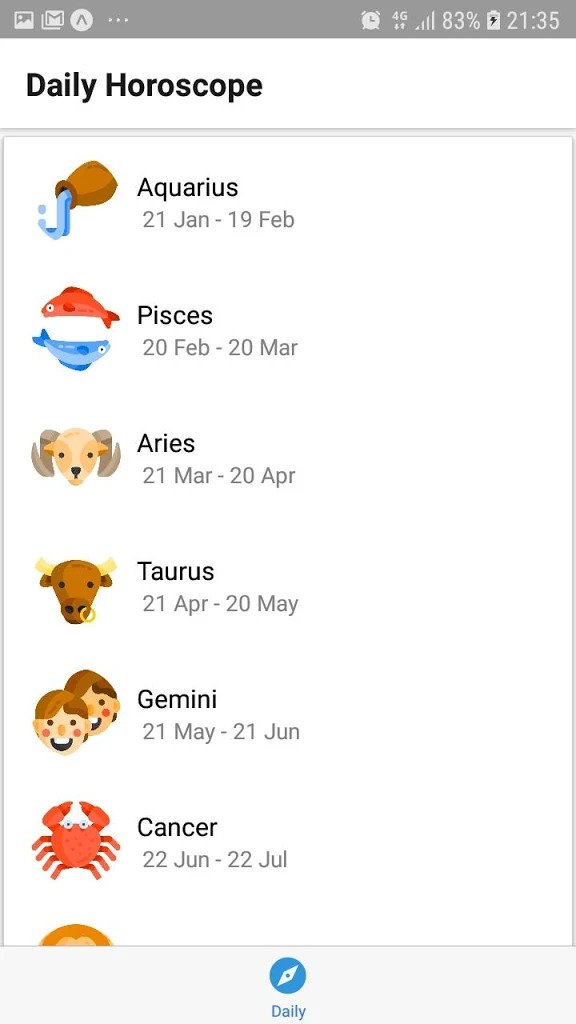 4G 83% 21:35
Daily Horoscope
Aquarius
21 Jan - 19 Feb
Pisces
20 Feb - 20 Mar
Aries
21 Mar - 20 Apr
Taurus
21 Apr - 20 May
Gemini
21 May - 21 Jun
Cancer
22 Jun - 22 Jul
Daily